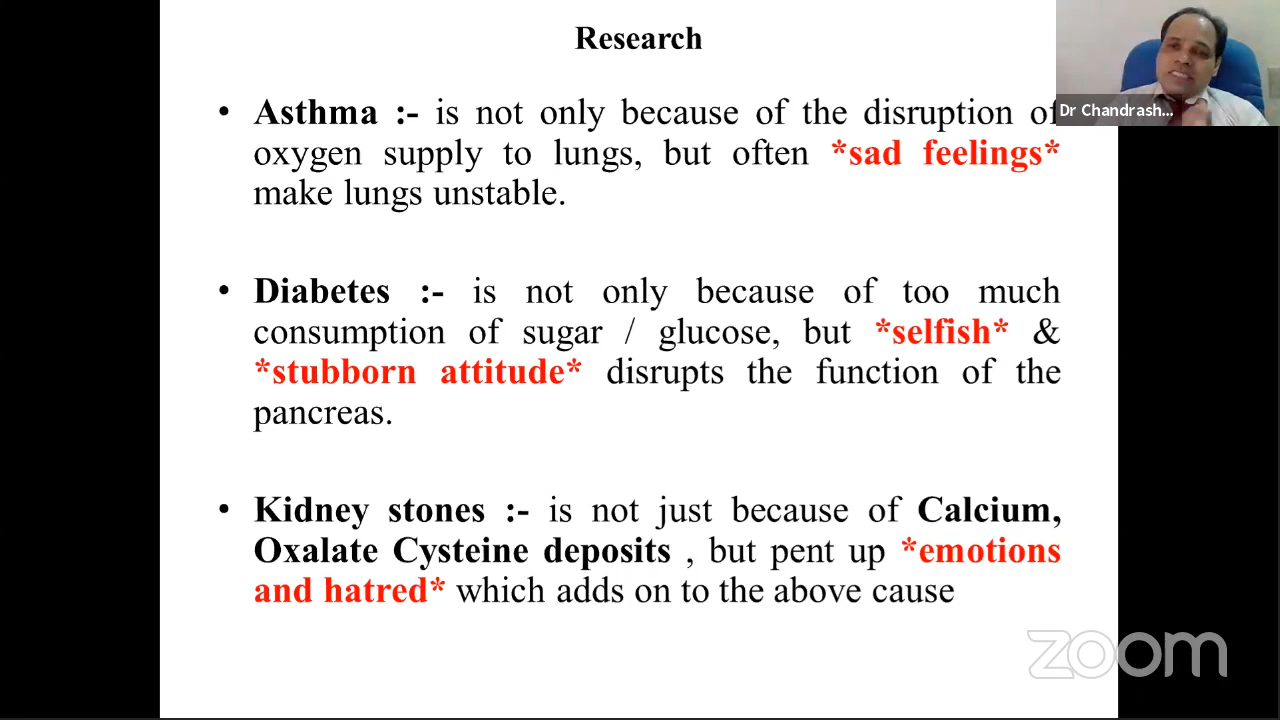 Research
Dr Chandrash...
• Asthma :- is not only because of the disruption of
oxygen supply to lungs, but often *sad feelings*
make lungs unstable.
• Diabetes :- is not only because of too much
consumption of sugar / glucose, but *selfish* &
*stubborn attitude* disrupts the function of the
pancreas.
• Kidney stones :- is not just because of Calcium,
Oxalate Cysteine deposits , but pent up *emotions
and hatred* which adds on to the above cause
zoom